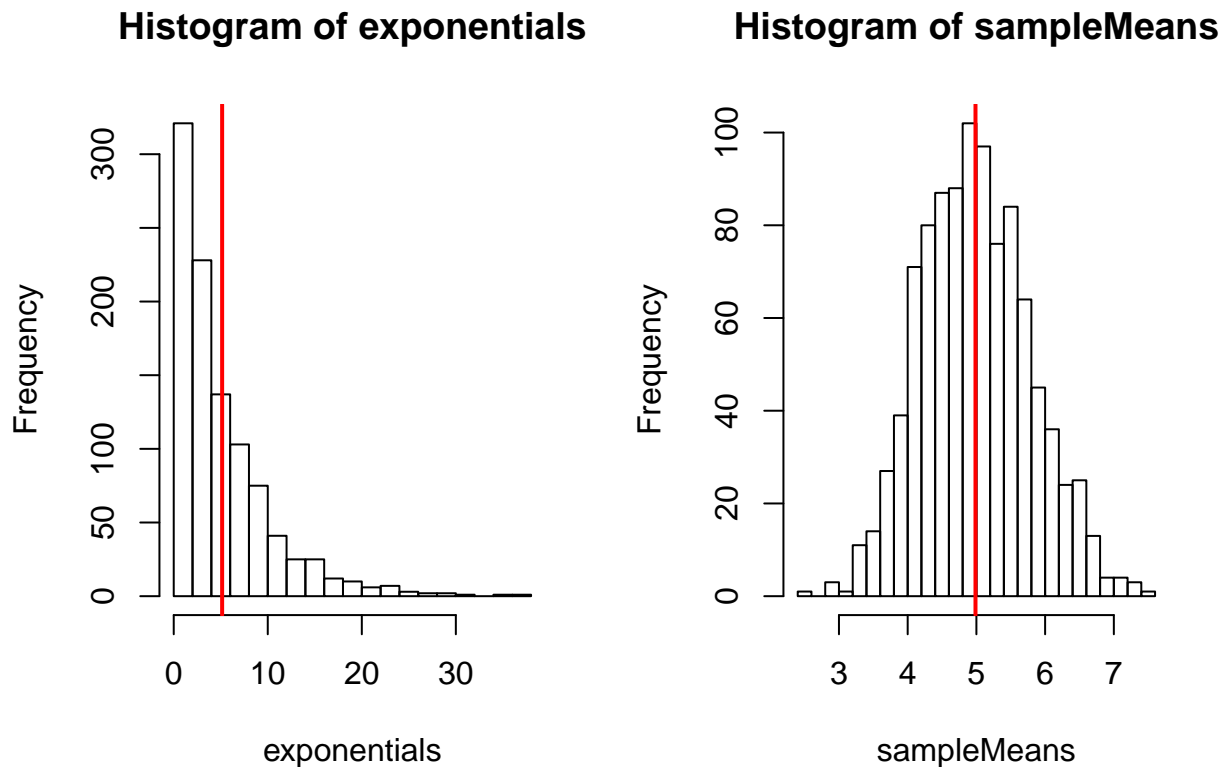 Histogram of exponentials
Frequency
300
200
100
50
0
0 10 20 30
exponentials
Histogram of sampleMeans
Frequency
100
80
60
40
20
0
3 4 5 6 7
sampleMeans